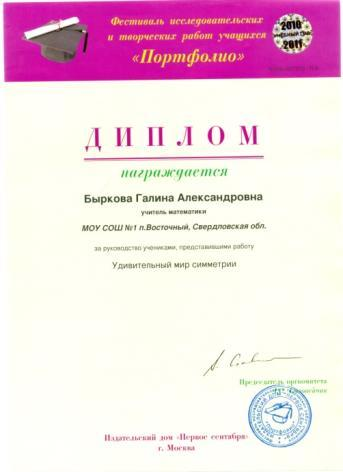 Фестиваль исследовательских
и творческих работ учащихся
«Портфолио»
2010
УЧЕБНЫЙ ГОД
2011
ДИПЛОМ
награждается
Быркова Галина Александровна
учитель математики
МОУ СОШ №1 п.Восточный, Свердловская обл.
за руководство учениками, представившими работу
Удивительный мир симметрии
Председатель оргкомитета
Издательский дом «Первое сентября»
г. Москва